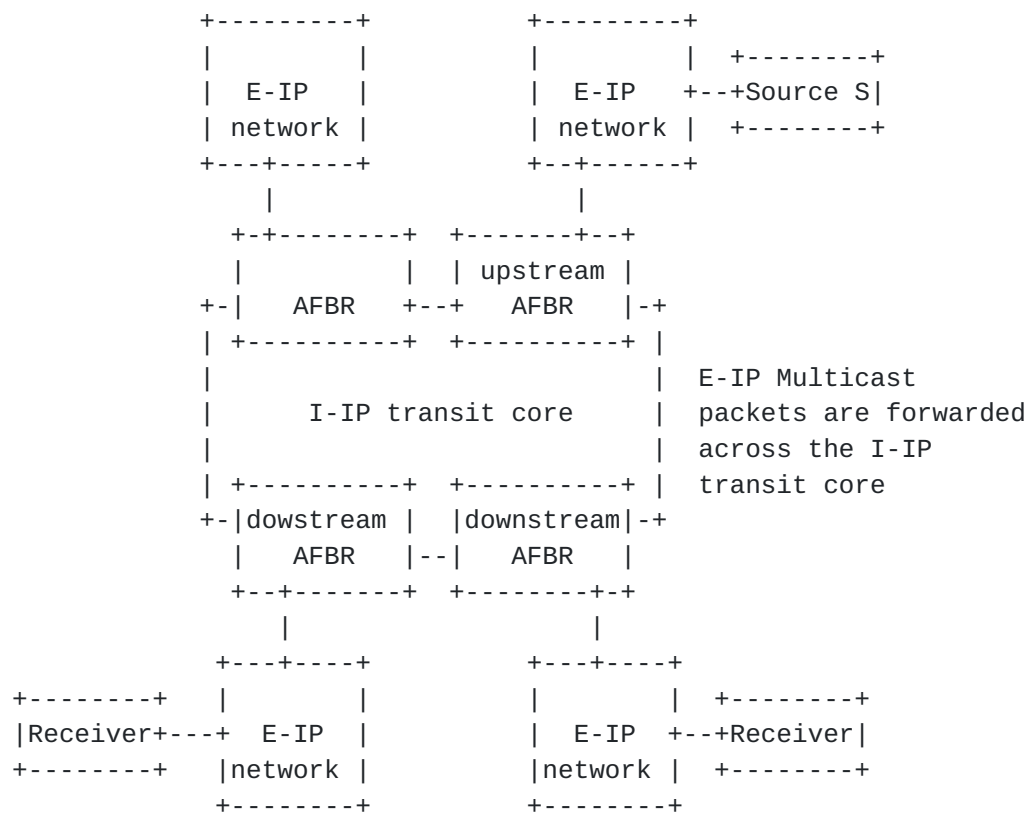 E-IP E-IP Source S
network network
upstream
AFBR AFBR
E-IP Multicast
I-IP transit core packets are forwarded
across the I-IP
transit core
dowstream downstream
AFBR AFBR
Receiver E-IP E-IP Receiver
network network